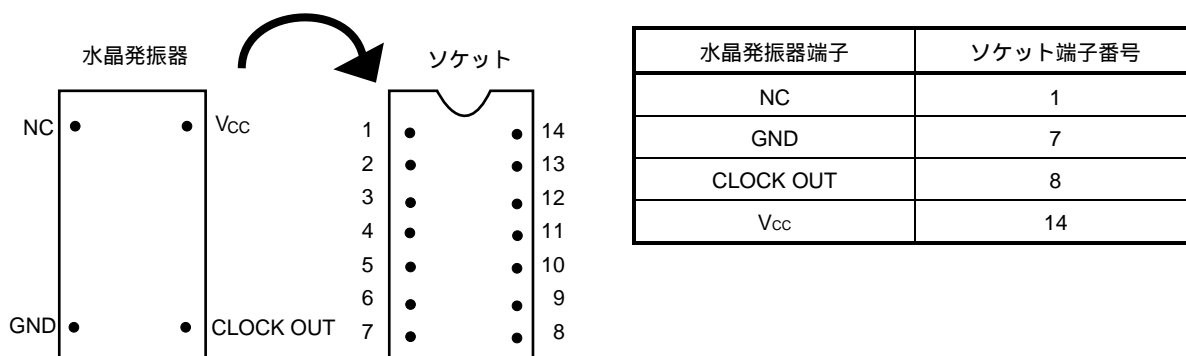 水晶発振器
ソケット
NC
VCC
GND
CLOCK OUT
1
2
3
4
5
6
7
14
13
12
11
10
9
8
水晶発振器端子 ソケット端子番号
NC 1
GND 7
CLOCK OUT 8
VCC 14